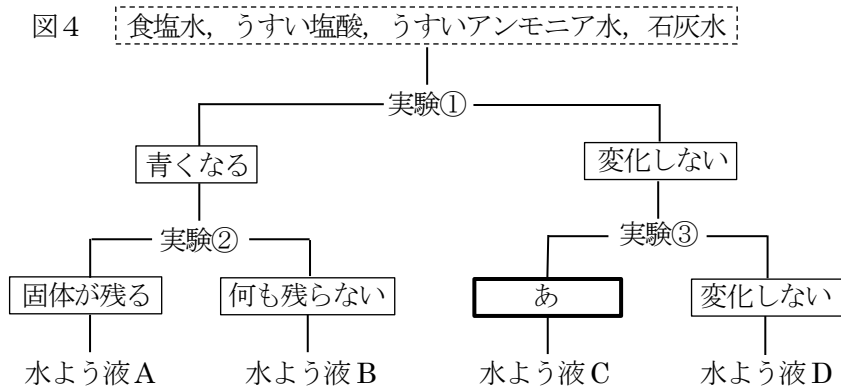 図4 食塩水，うすい塩酸，うすいアンモニア水，石灰水
実験①
青くなる 変化しない
実験② 実験③
固体が残る 何も残らない あ 変化しない
水よう液A 水よう液B 水よう液C 水よう液D